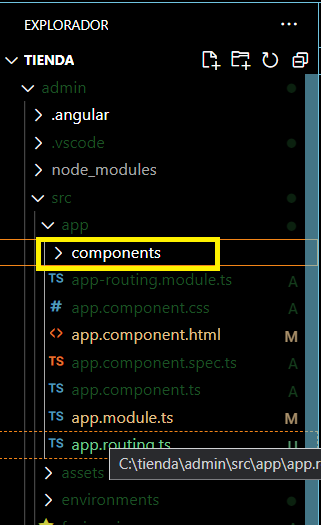 EXPLORADOR
TIENDA
admin
.angular
.vscode
node_modules
src
app
components
TS app-routing.module.ts A
# app.component.css A
<> app.component.html M
TS app.component.spec.ts A
TS app.component.ts A
TS app.module.ts M
TS app.routing.ts U
C:\tienda\admin\src\app\app.r
assets
environments